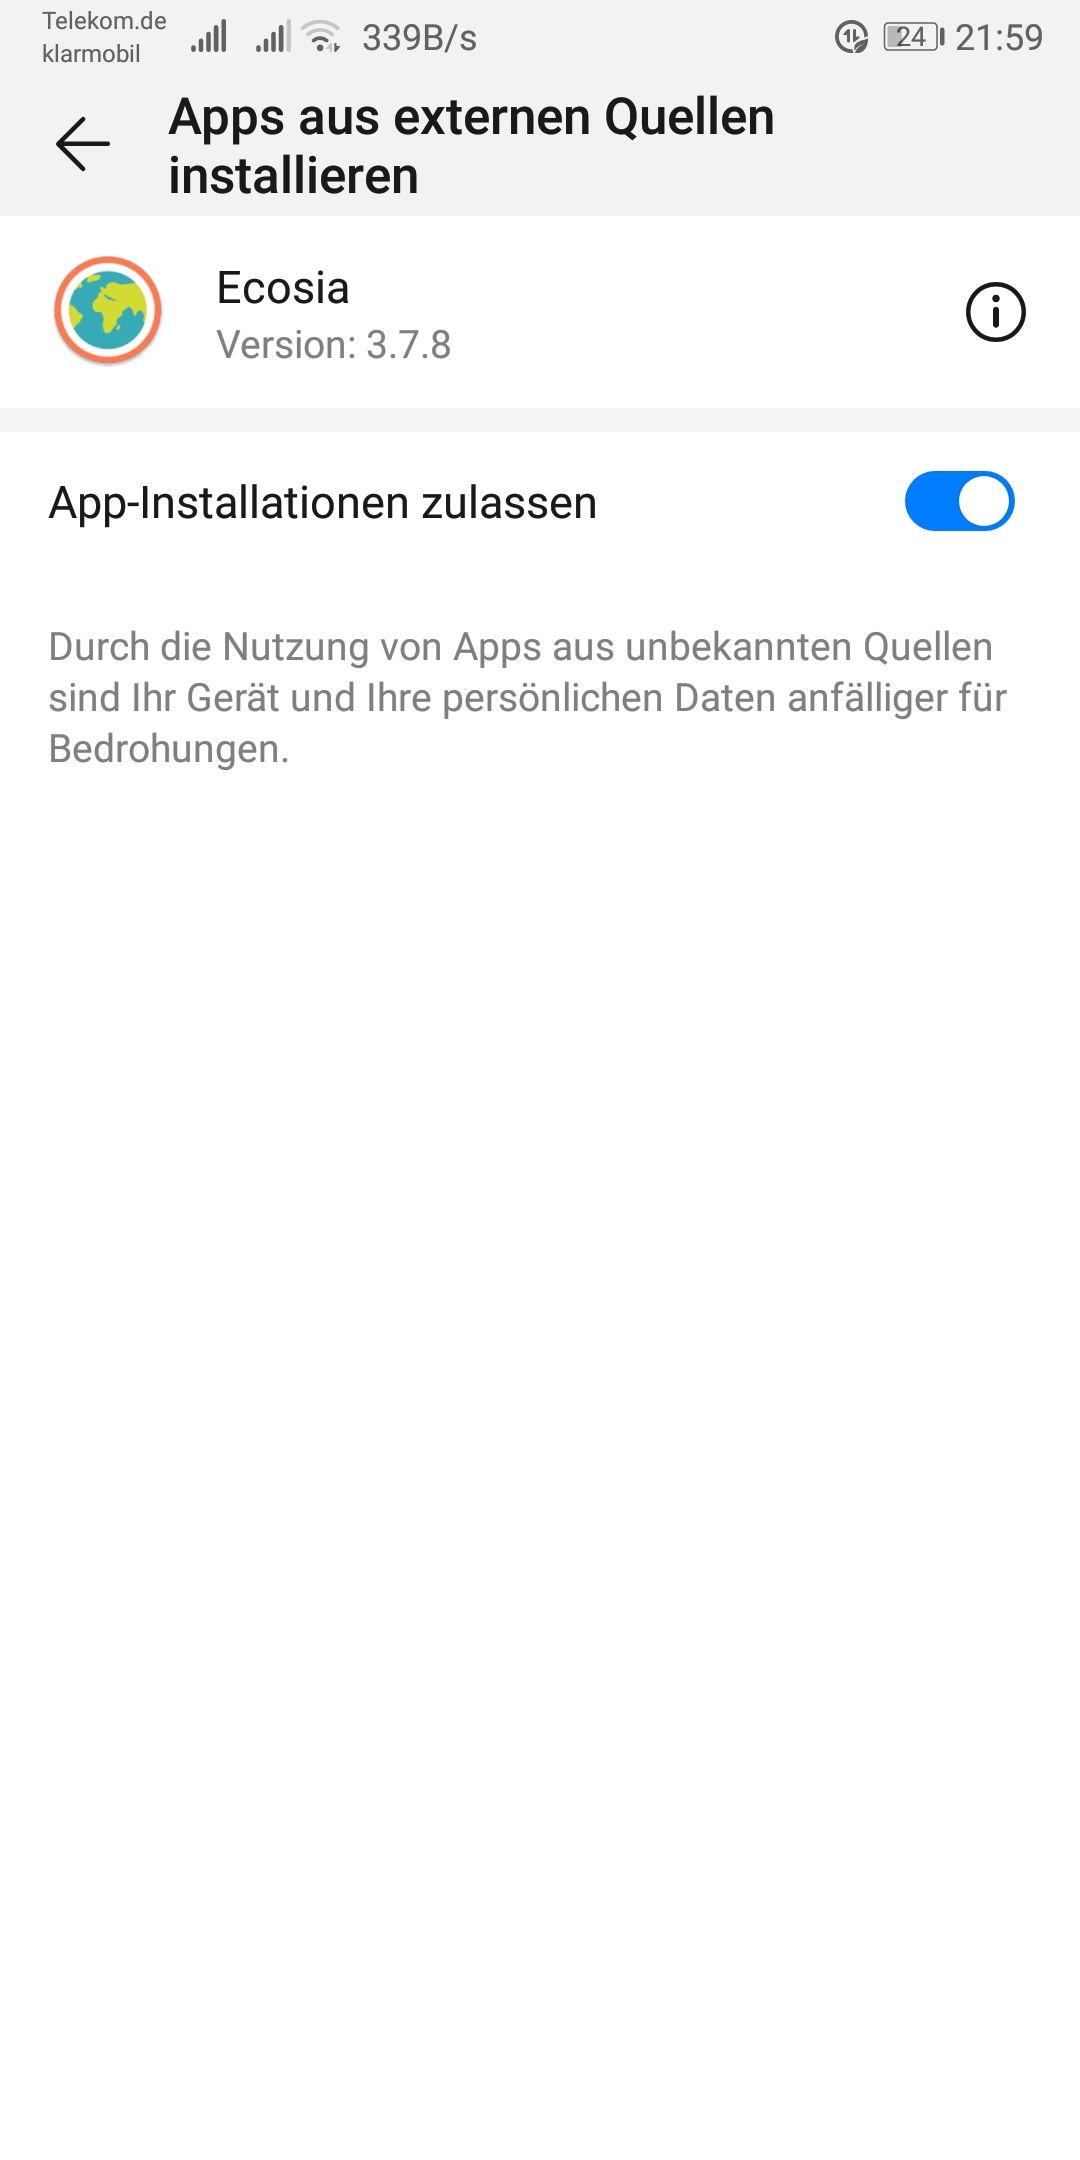 Telekom.de
klarmobil
339B/s
24
21:59
Apps aus externen Quellen
installieren
Ecosia
Version: 3.7.8
App-Installationen zulassen
Durch die Nutzung von Apps aus unbekannten Quellen
sind Ihr Gerät und Ihre persönlichen Daten anfälliger für
Bedrohungen.